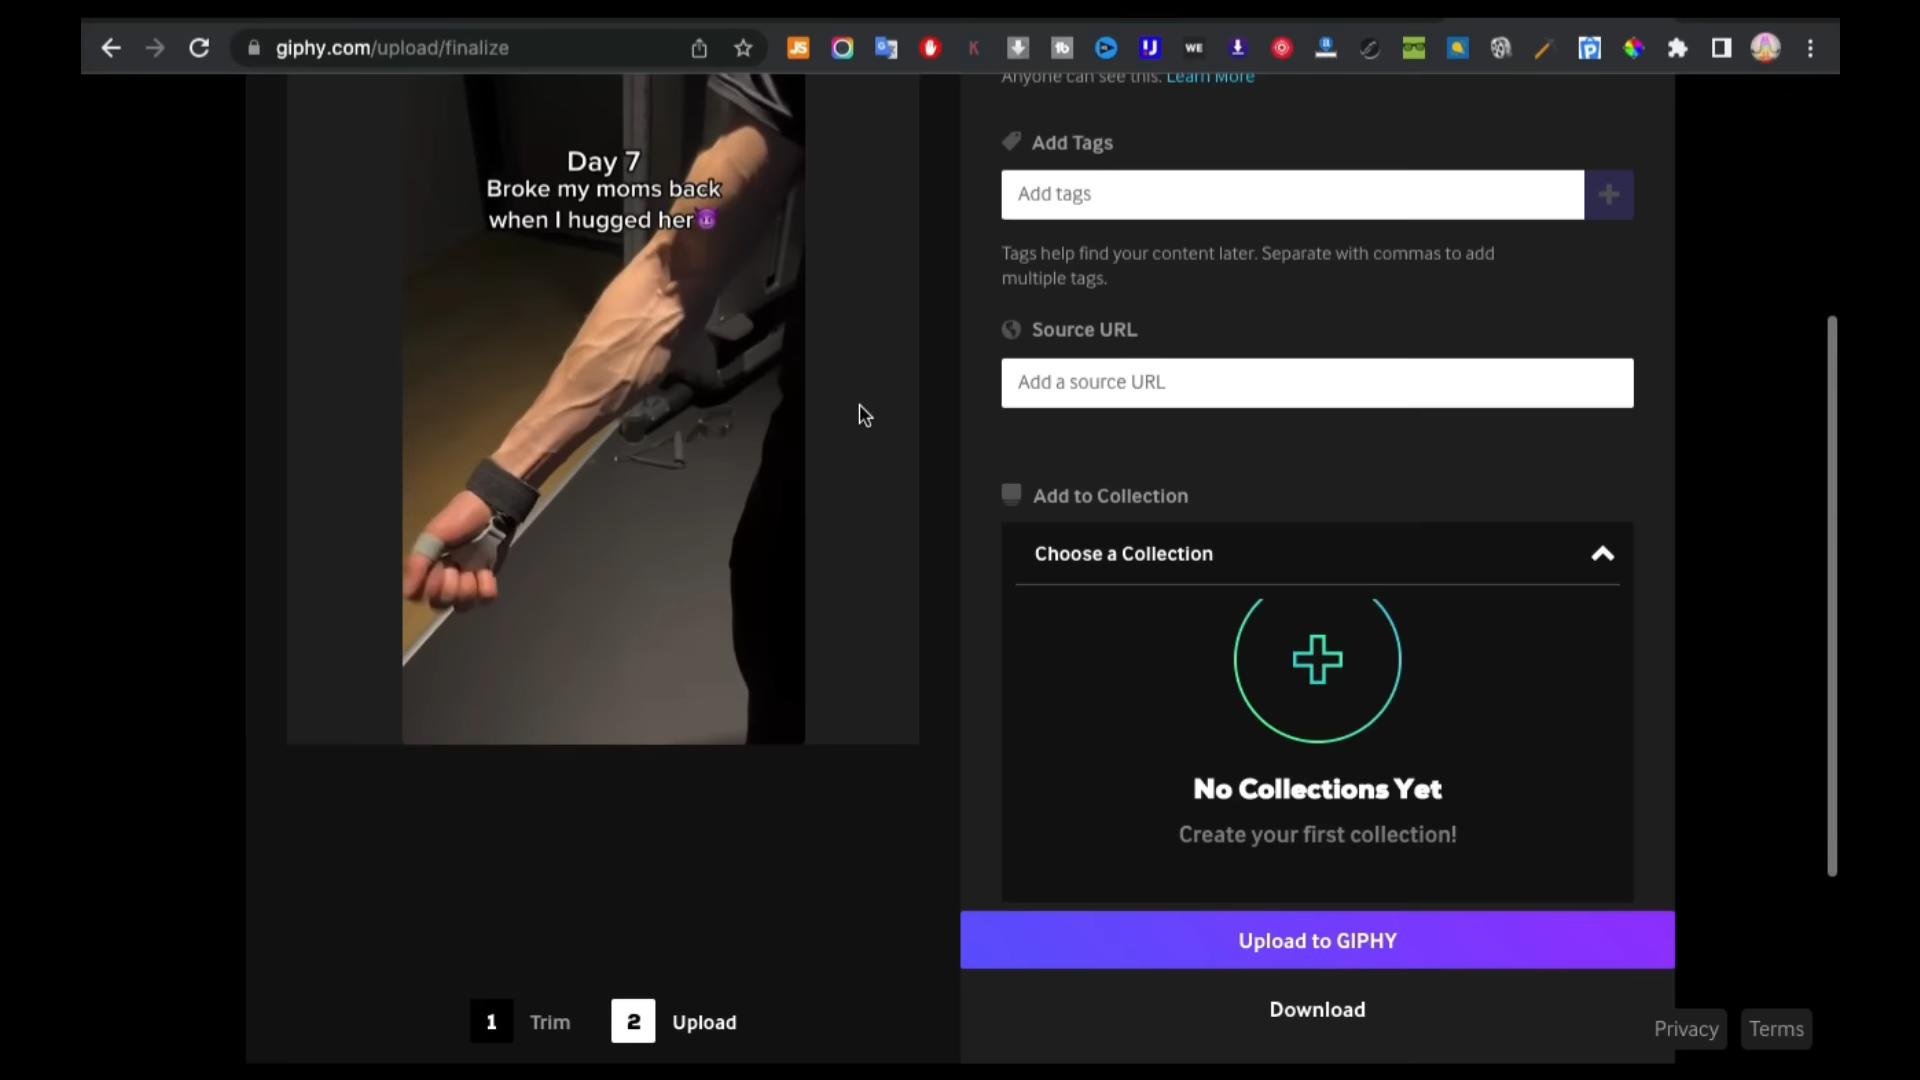 giphy.com/upload/finalize
Anyone can see this. Learn More
Day 7
Broke my moms back
when I hugged her😈
Add Tags
Add tags
Tags help find your content later. Separate with commas to add
multiple tags.
Source URL
Add a source URL
Add to Collection
Choose a Collection
No Collections Yet
Create your first collection!
Upload to GIPHY
Download
1 Trim 2 Upload
Privacy Terms